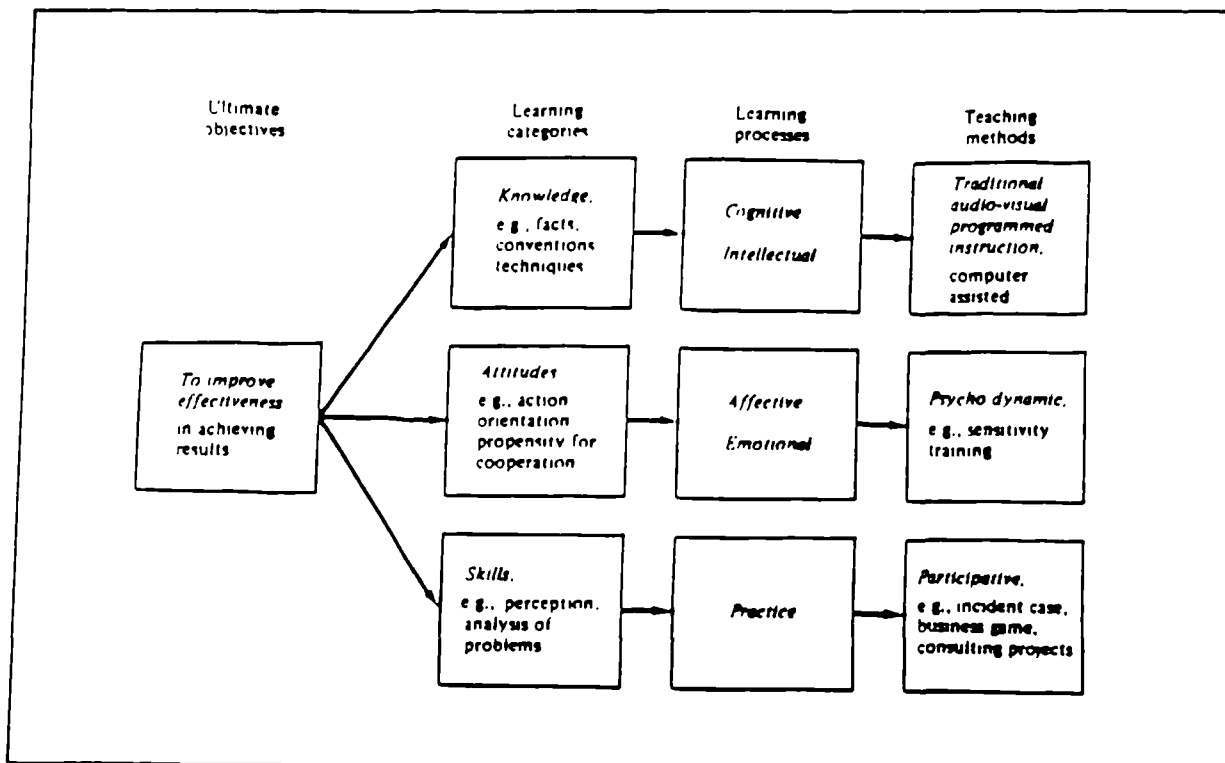 Ultimate
objectives
Learning
categories
Learning
processes
Teaching
methods
To improve
effectiveness
in achieving
results
Knowledge,
e.g., facts,
conventions
techniques
Cognitive
Intellectual
Traditional
audio-visual
programmed
instruction,
computer
assisted
Attitudes
e.g., action
orientation
propensity for
cooperation
Affective
Emotional
Psycho dynamic,
e.g., sensitivity
training
Skills,
e.g., perception,
analysis of
problems
Practice
Participative,
e.g., incident case,
business game,
consulting projects